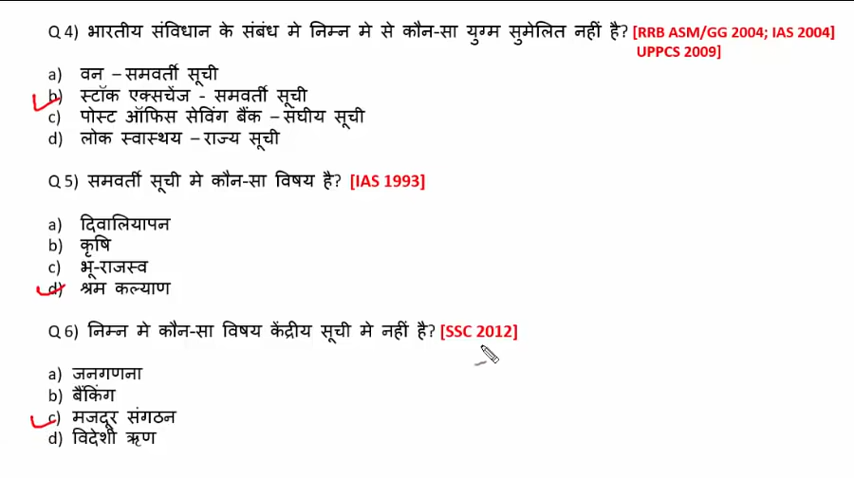 Q 4) भारतीय संविधान के संबंध मे निम्न मे से कौन-सा युग्म सुमेलित नहीं है? [RRB ASM/GG 2004; IAS 2004]
UPPCS 2009]
a) वन – समवर्ती सूची
b) स्टॉक एक्सचेंज - समवर्ती सूची
c) पोस्ट ऑफिस सेविंग बैंक – संघीय सूची
d) लोक स्वास्थय – राज्य सूची
Q 5) समवर्ती सूची मे कौन-सा विषय है? [IAS 1993]
a) दिवालियापन
b) कृषि
c) भू-राजस्व
d) श्रम कल्याण
Q 6) निम्न मे कौन-सा विषय केंद्रीय सूची मे नहीं है? [SSC 2012]
a) जनगणना
b) बैंकिंग
c) मजदूर संगठन
d) विदेशी ऋण